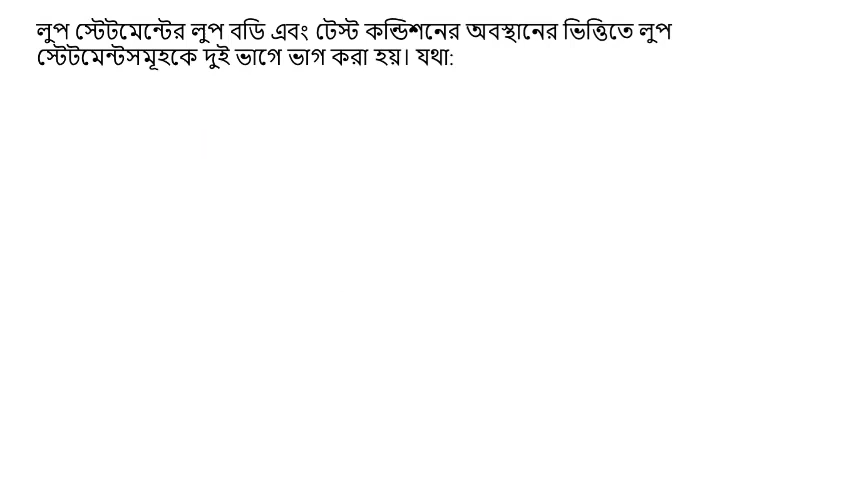 লুপ স্টেটমেন্টের লুপ বডি এবং টেস্ট কন্ডিশনের অবস্থানের ভিত্তিতে লুপ
স্টেটমেন্টসমূহকে দুই ভাগে ভাগ করা হয়। যথা: